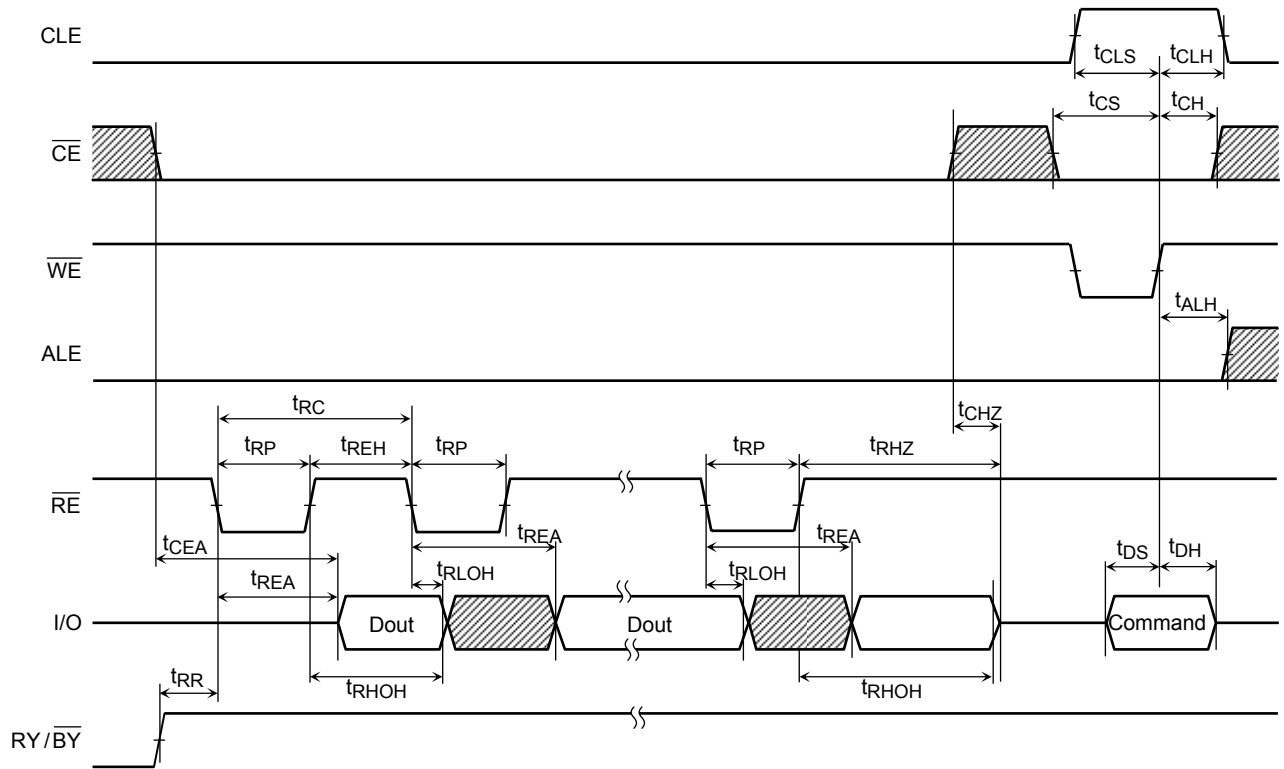 CLE
tCLS tCLH
tCS tCH
CE
WE
tALH
ALE
tRC
tCHZ
tRP tREH tRP tRP tRHZ
RE
tCEA
tREA tREA
tDS tDH
tREA
tRLOH tRLOH
I/O
Dout Dout Command
tRR
tRHOH tRHOH
RY/BY